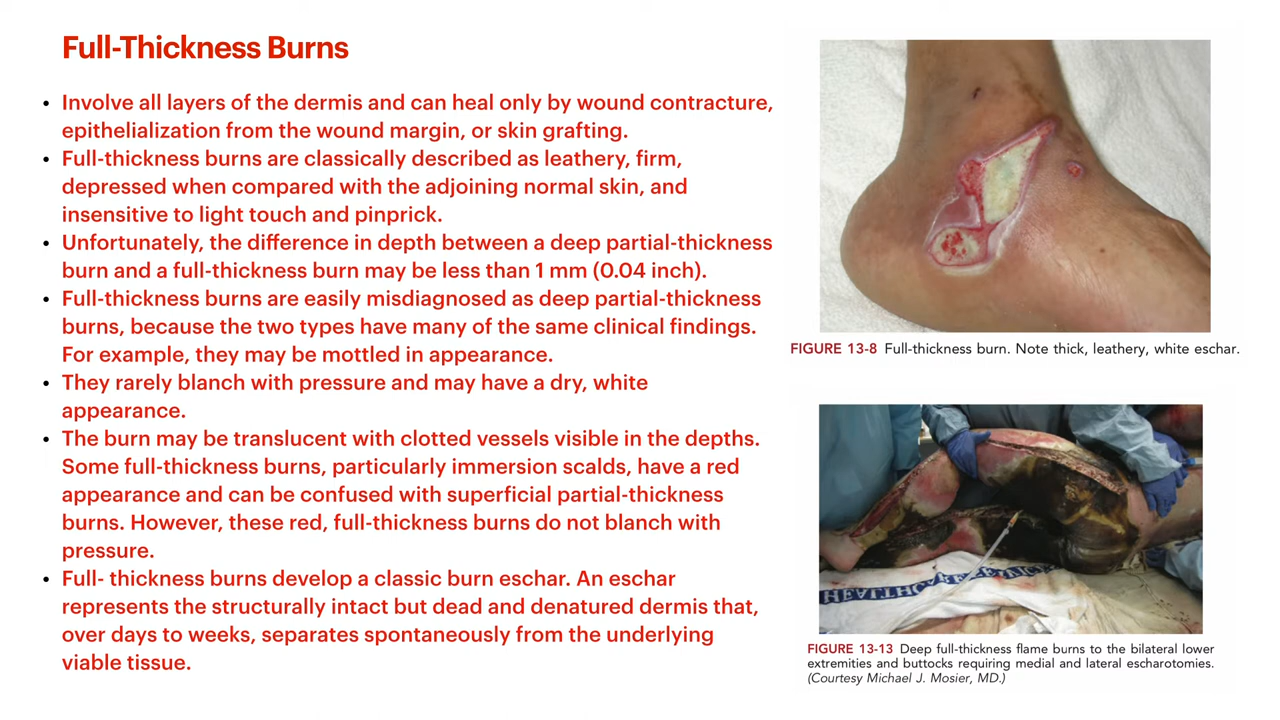 Full-Thickness Burns
• Involve all layers of the dermis and can heal only by wound contracture,
epithelialization from the wound margin, or skin grafting.
• Full-thickness burns are classically described as leathery, firm,
depressed when compared with the adjoining normal skin, and
insensitive to light touch and pinprick.
• Unfortunately, the difference in depth between a deep partial-thickness
burn and a full-thickness burn may be less than 1 mm (0.04 inch).
• Full-thickness burns are easily misdiagnosed as deep partial-thickness
burns, because the two types have many of the same clinical findings.
For example, they may be mottled in appearance.
• They rarely blanch with pressure and may have a dry, white
appearance.
• The burn may be translucent with clotted vessels visible in the depths.
Some full-thickness burns, particularly immersion scalds, have a red
appearance and can be confused with superficial partial-thickness
burns. However, these red, full-thickness burns do not blanch with
pressure.
• Full- thickness burns develop a classic burn eschar. An eschar
represents the structurally intact but dead and denatured dermis that,
over days to weeks, separates spontaneously from the underlying
viable tissue.
FIGURE 13-8 Full-thickness burn. Note thick, leathery, white eschar.
FIGURE 13-13 Deep full-thickness flame burns to the bilateral lower
extremities and buttocks requiring medial and lateral escharotomies.
(Courtesy Michael J. Mosier, MD.)